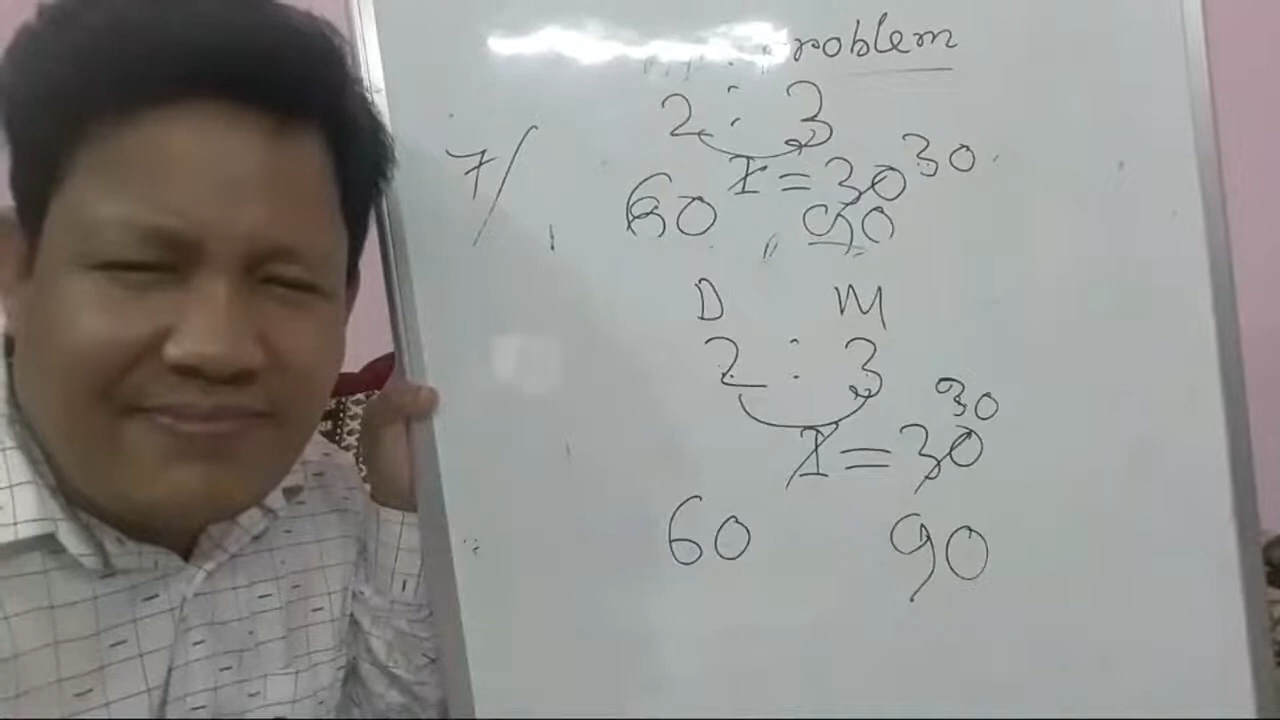 roblem
2 : 3
7/
1 = 30 30
60 90
D M
2 : 3
30
1 = 30
60 90